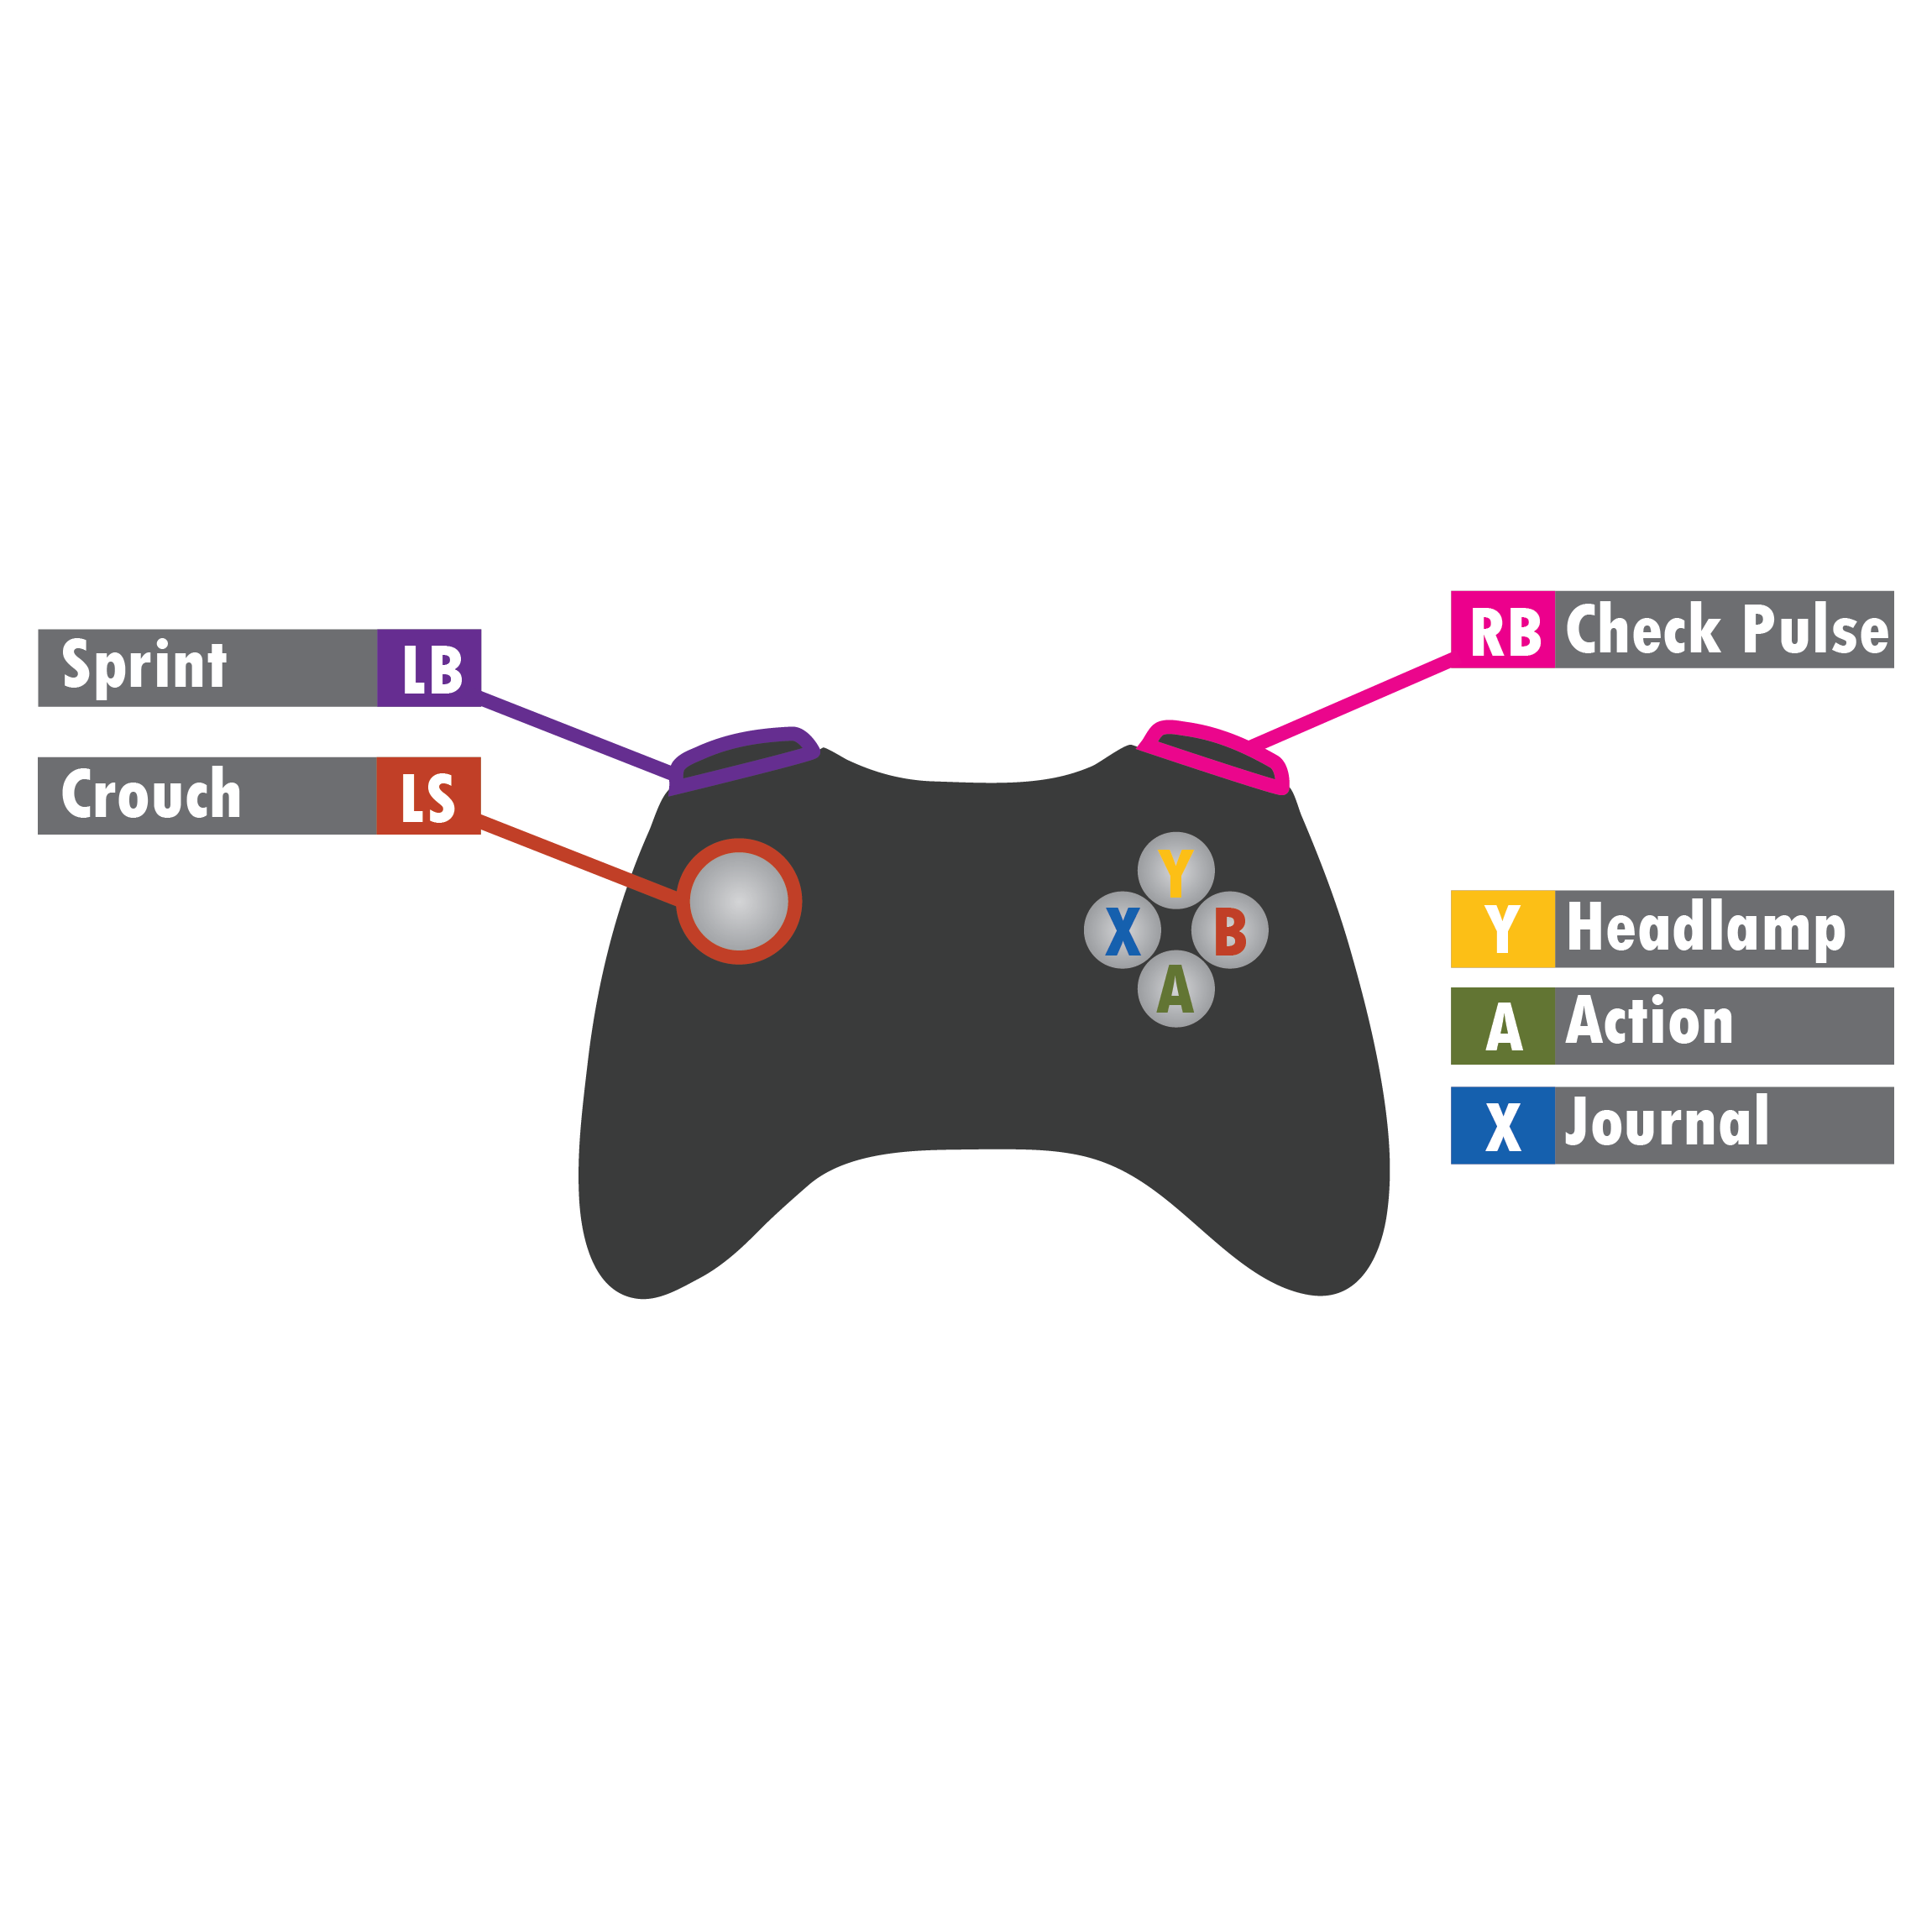 Sprint LB
Crouch LS
RB Check Pulse
Y
X B
A
Y Headlamp
A Action
X Journal